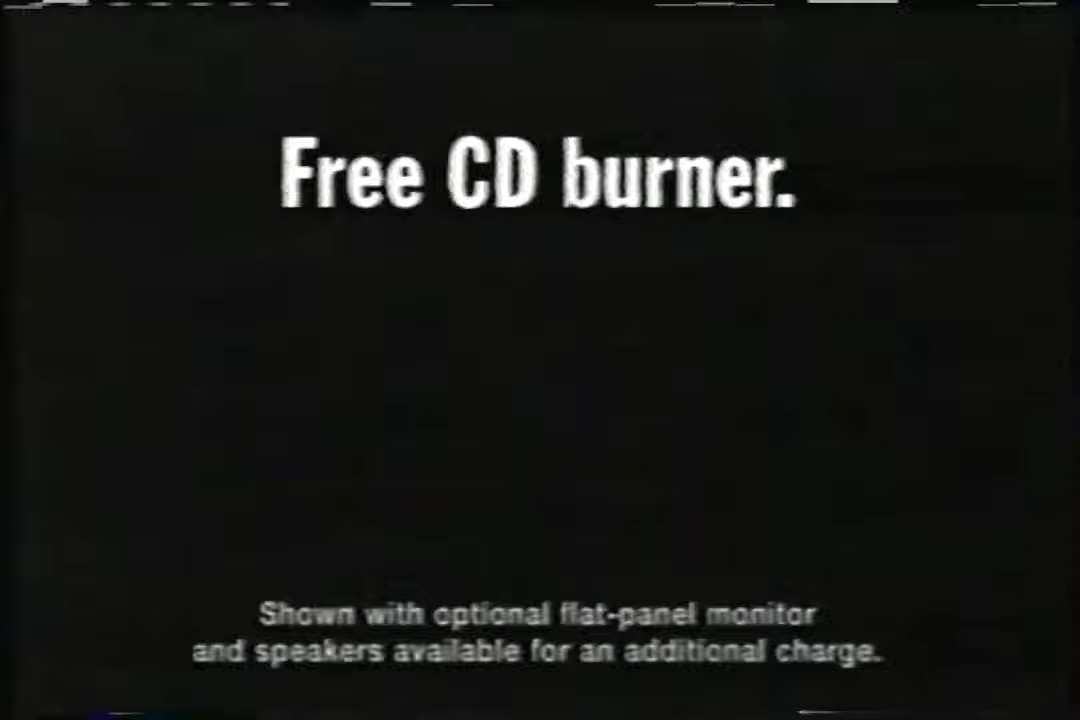 Free CD burner.
Shown with optional flat-panel monitor
and speakers available for an additional charge.